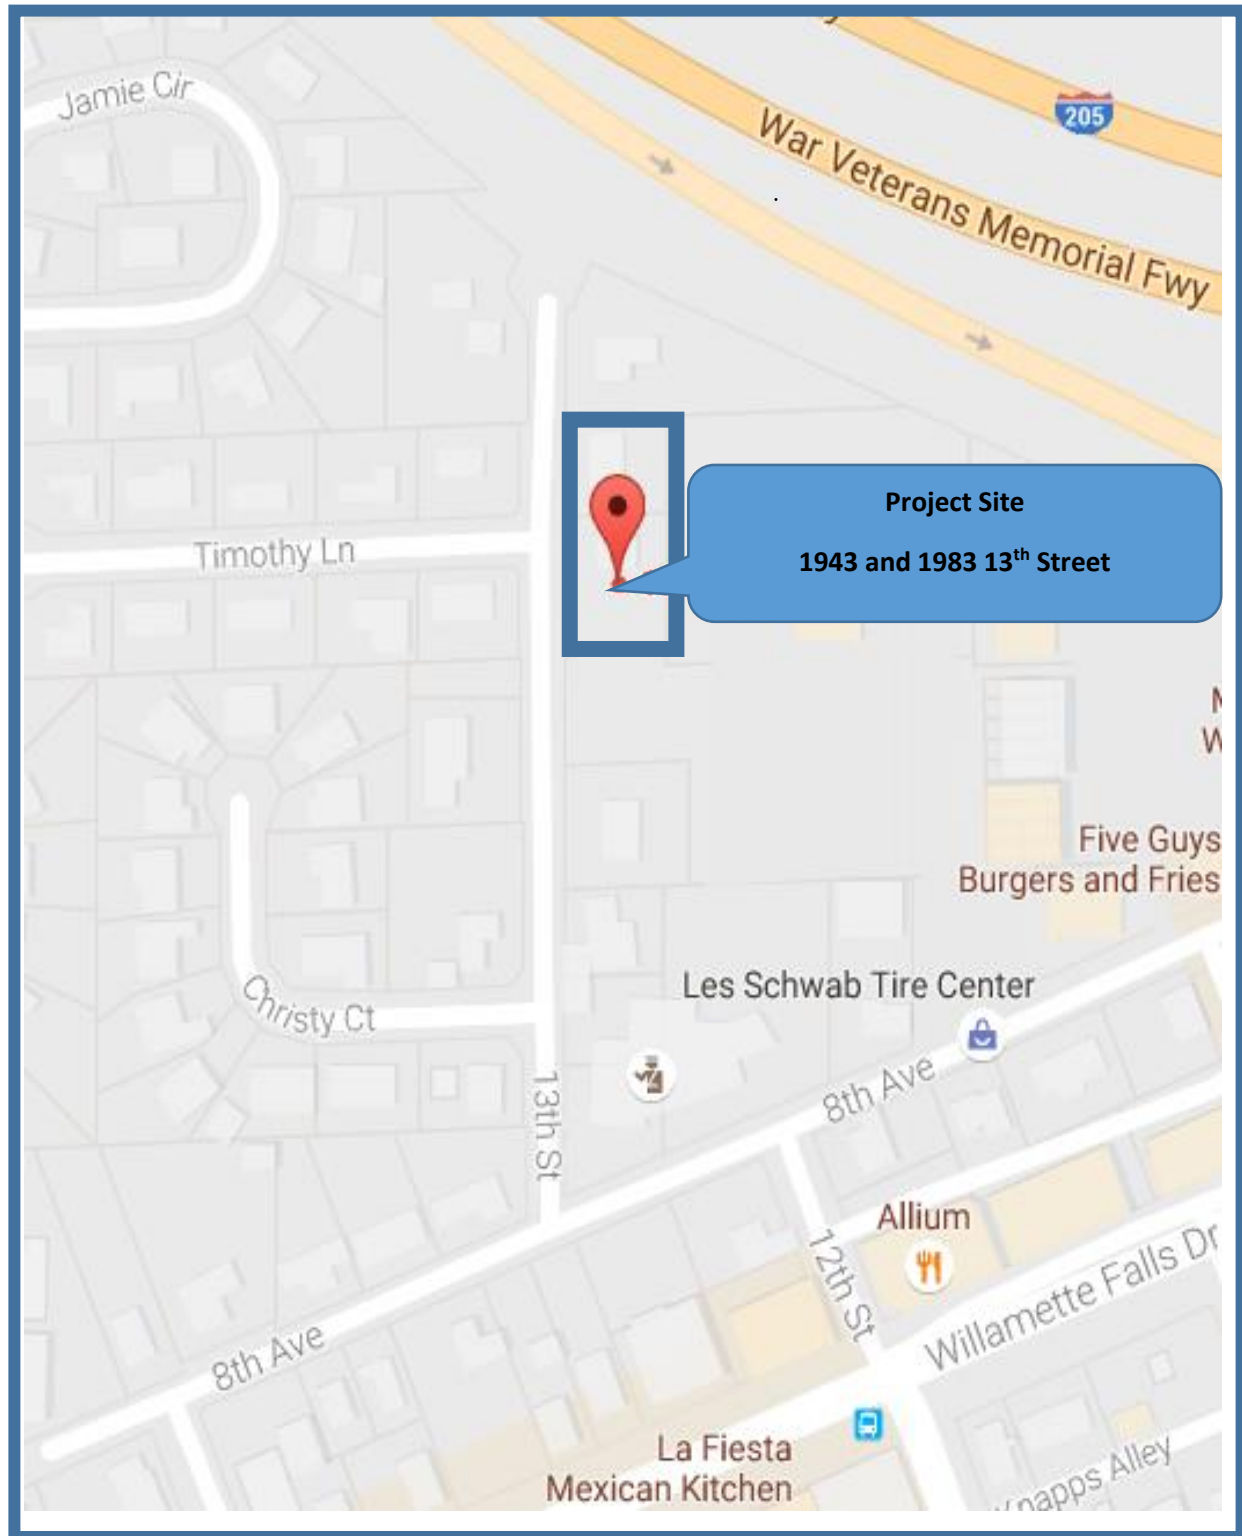 Jamie Cir
205
War Veterans Memorial Fwy
Project Site
1943 and 1983 13th Street
Timothy Ln
Five Guys
Burgers and Fries
Les Schwab Tire Center
Christy Ct
8th Ave
13th St
Allium
12th St
Willamette Falls Dr
8th Ave
La Fiesta
Mexican Kitchen
Knapps Alley